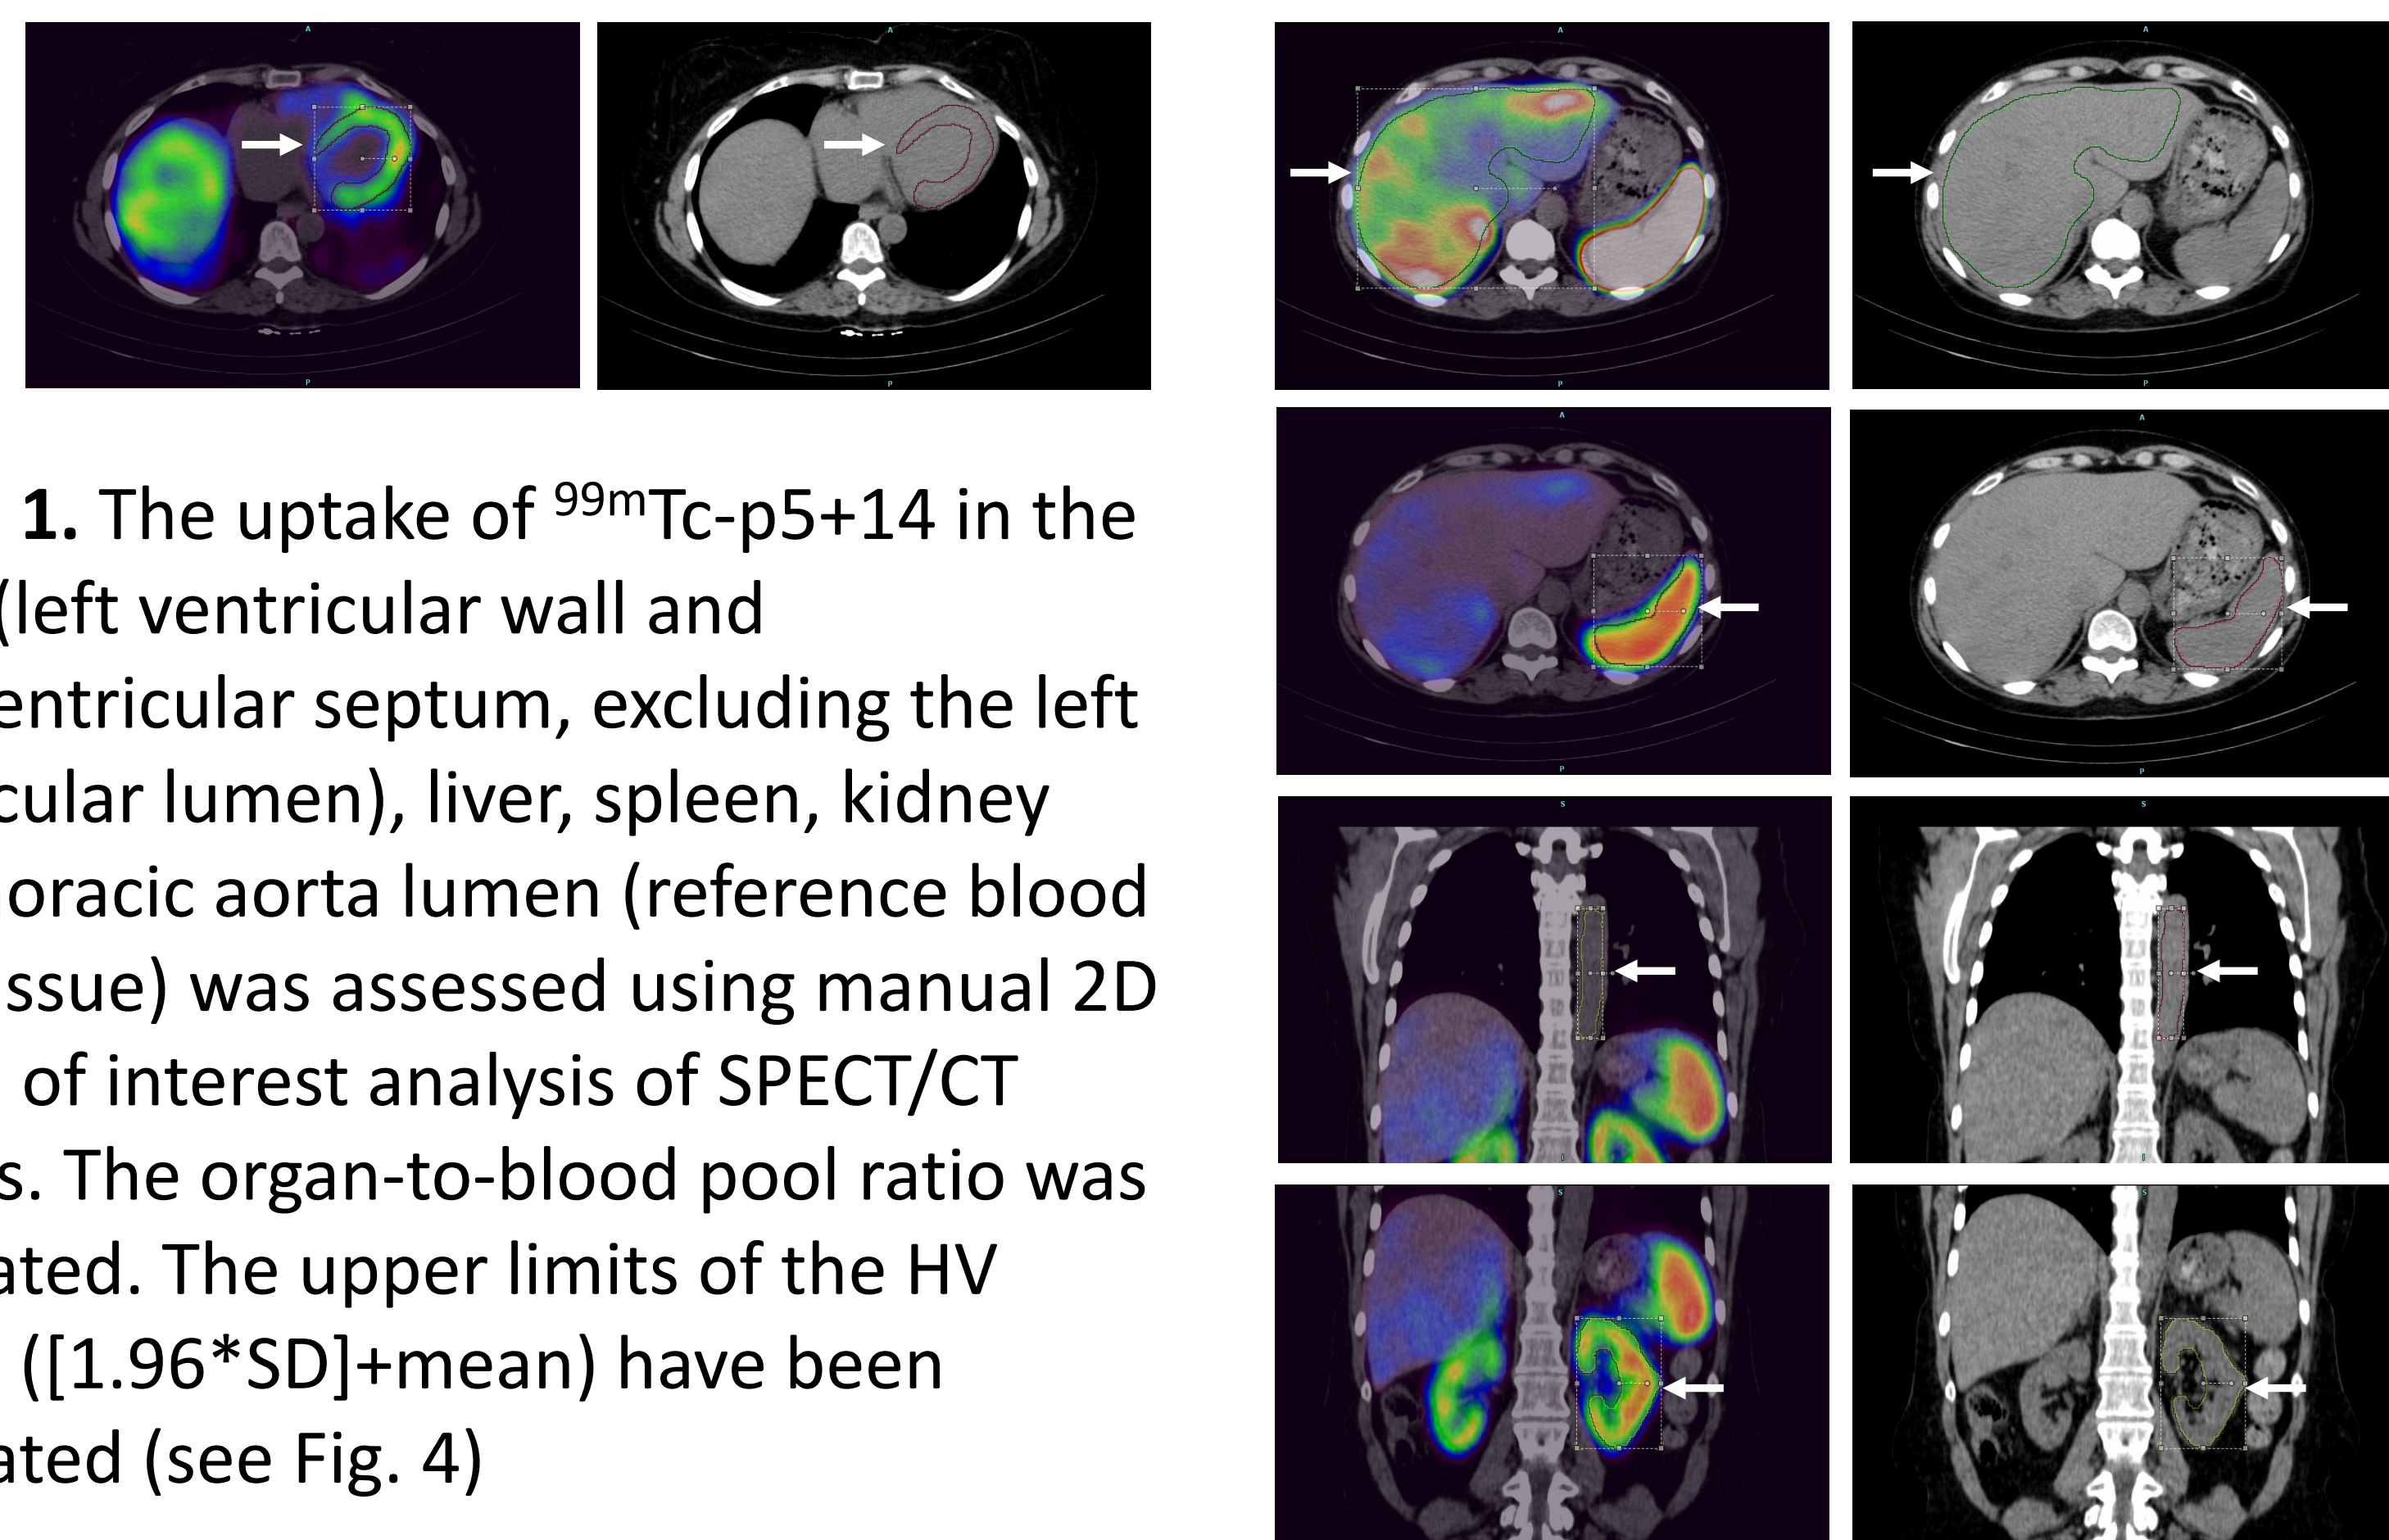 A
A
P
P
1. The uptake of ⁹⁹ᵐTc-p5+14 in the
(left ventricular wall and
entricular septum, excluding the left
cular lumen), liver, spleen, kidney
oracic aorta lumen (reference blood
issue) was assessed using manual 2D
of interest analysis of SPECT/CT
s. The organ-to-blood pool ratio was
ated. The upper limits of the HV
([1.96*SD]+mean) have been
ated (see Fig. 4)
A
A
P
P
A
A
P
P
S
S
I
I
S
S